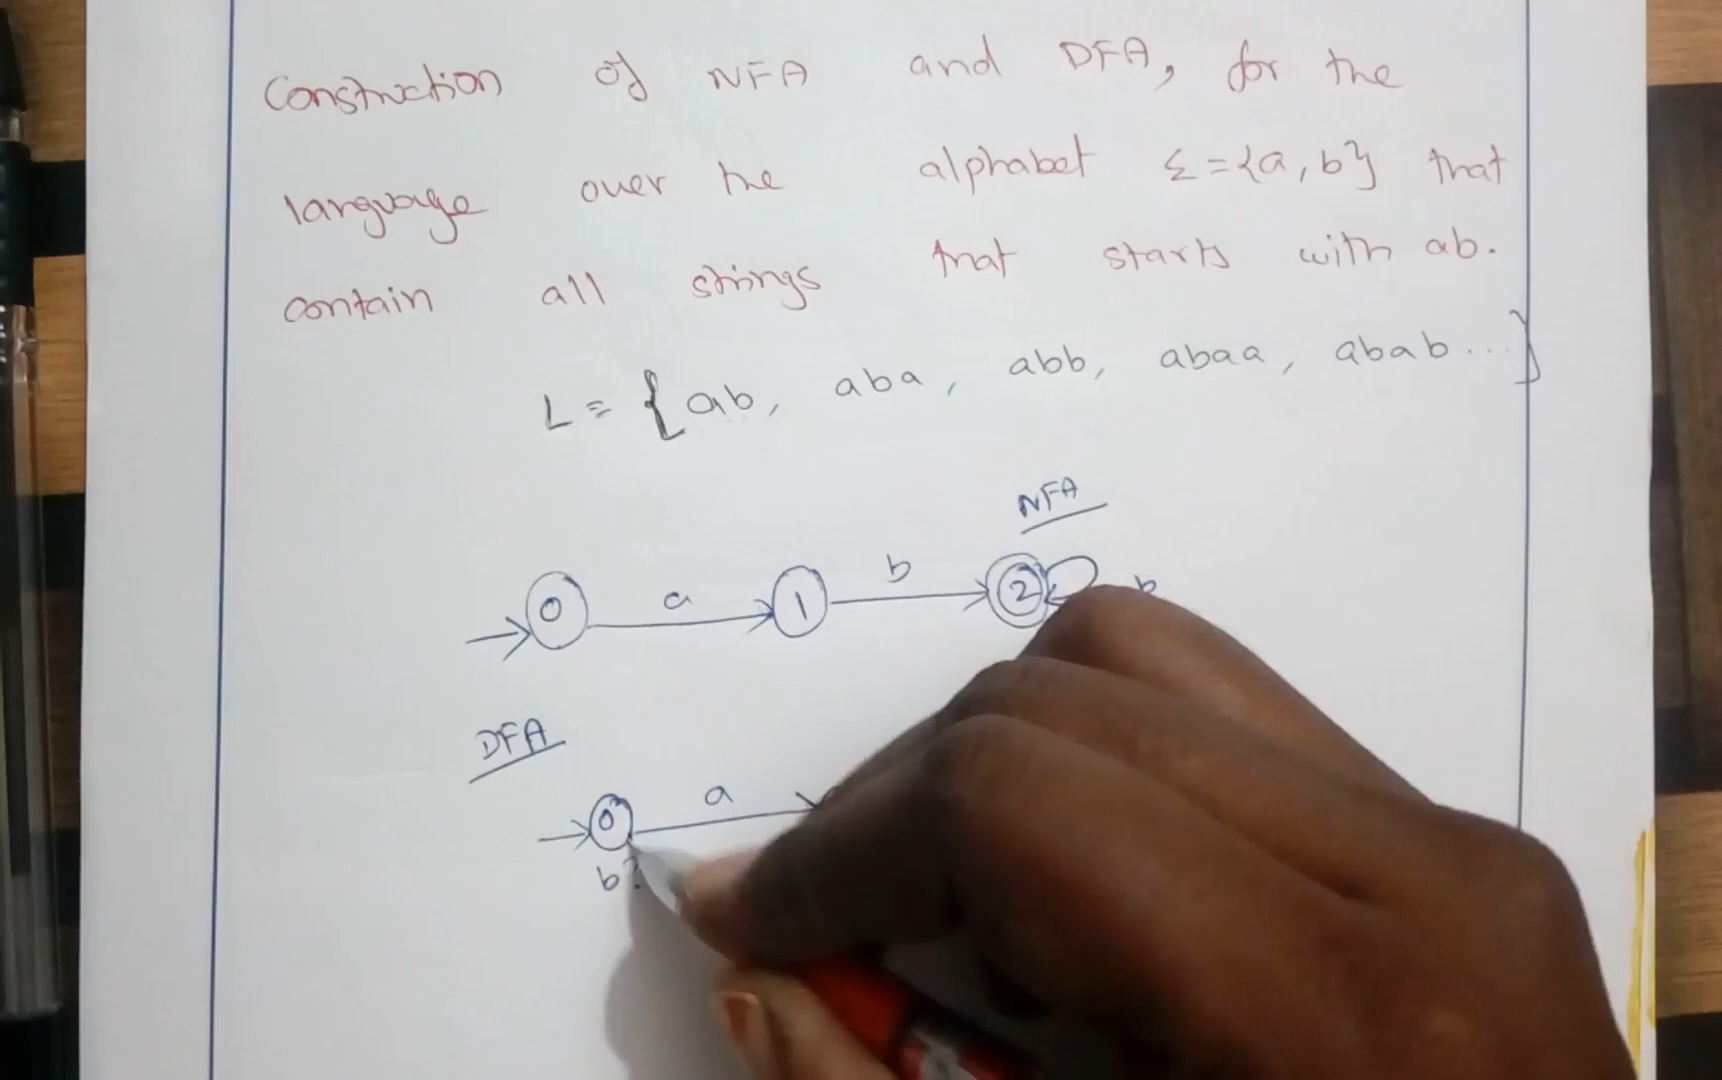 Construction of NFA and DFA, for the
language over the alphabet Σ={a, b} that
contain all strings that starts with ab.
L = {ab, aba, abb, abaa, abab...}
NFA
0 a 1 b 2 b
DFA
0 a
b?